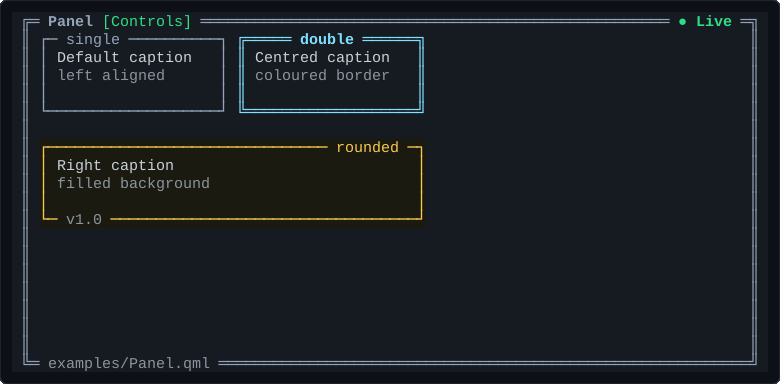 Panel [Controls] ● Live
single
Default caption
left aligned
double
Centred caption
coloured border
rounded
Right caption
filled background
v1.0
examples/Panel.qml